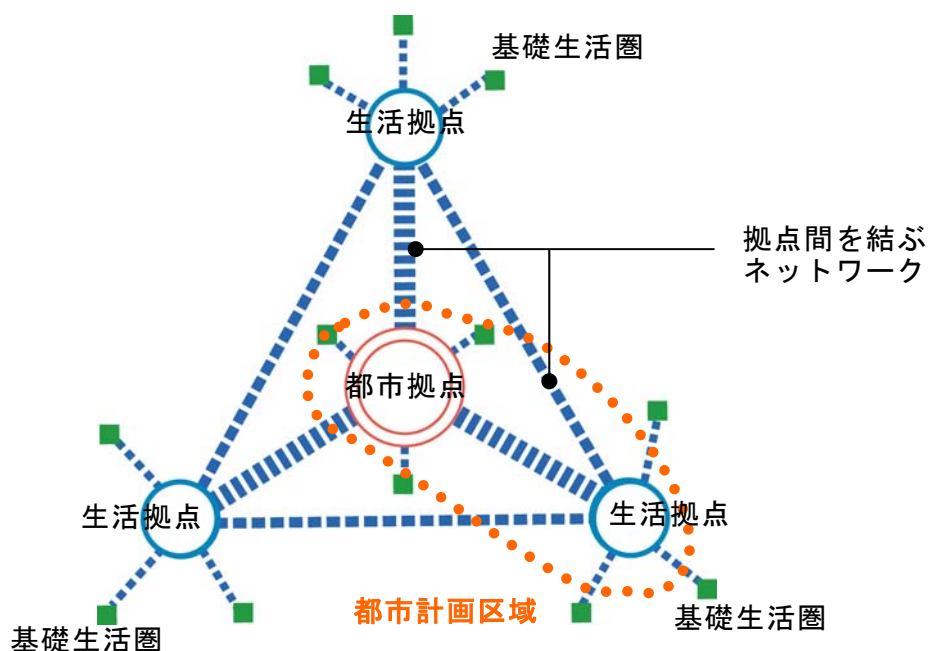 基礎生活圏
生活拠点
拠点間を結ぶ
ネットワーク
都市拠点
生活拠点
生活拠点
都市計画区域
基礎生活圏
基礎生活圏